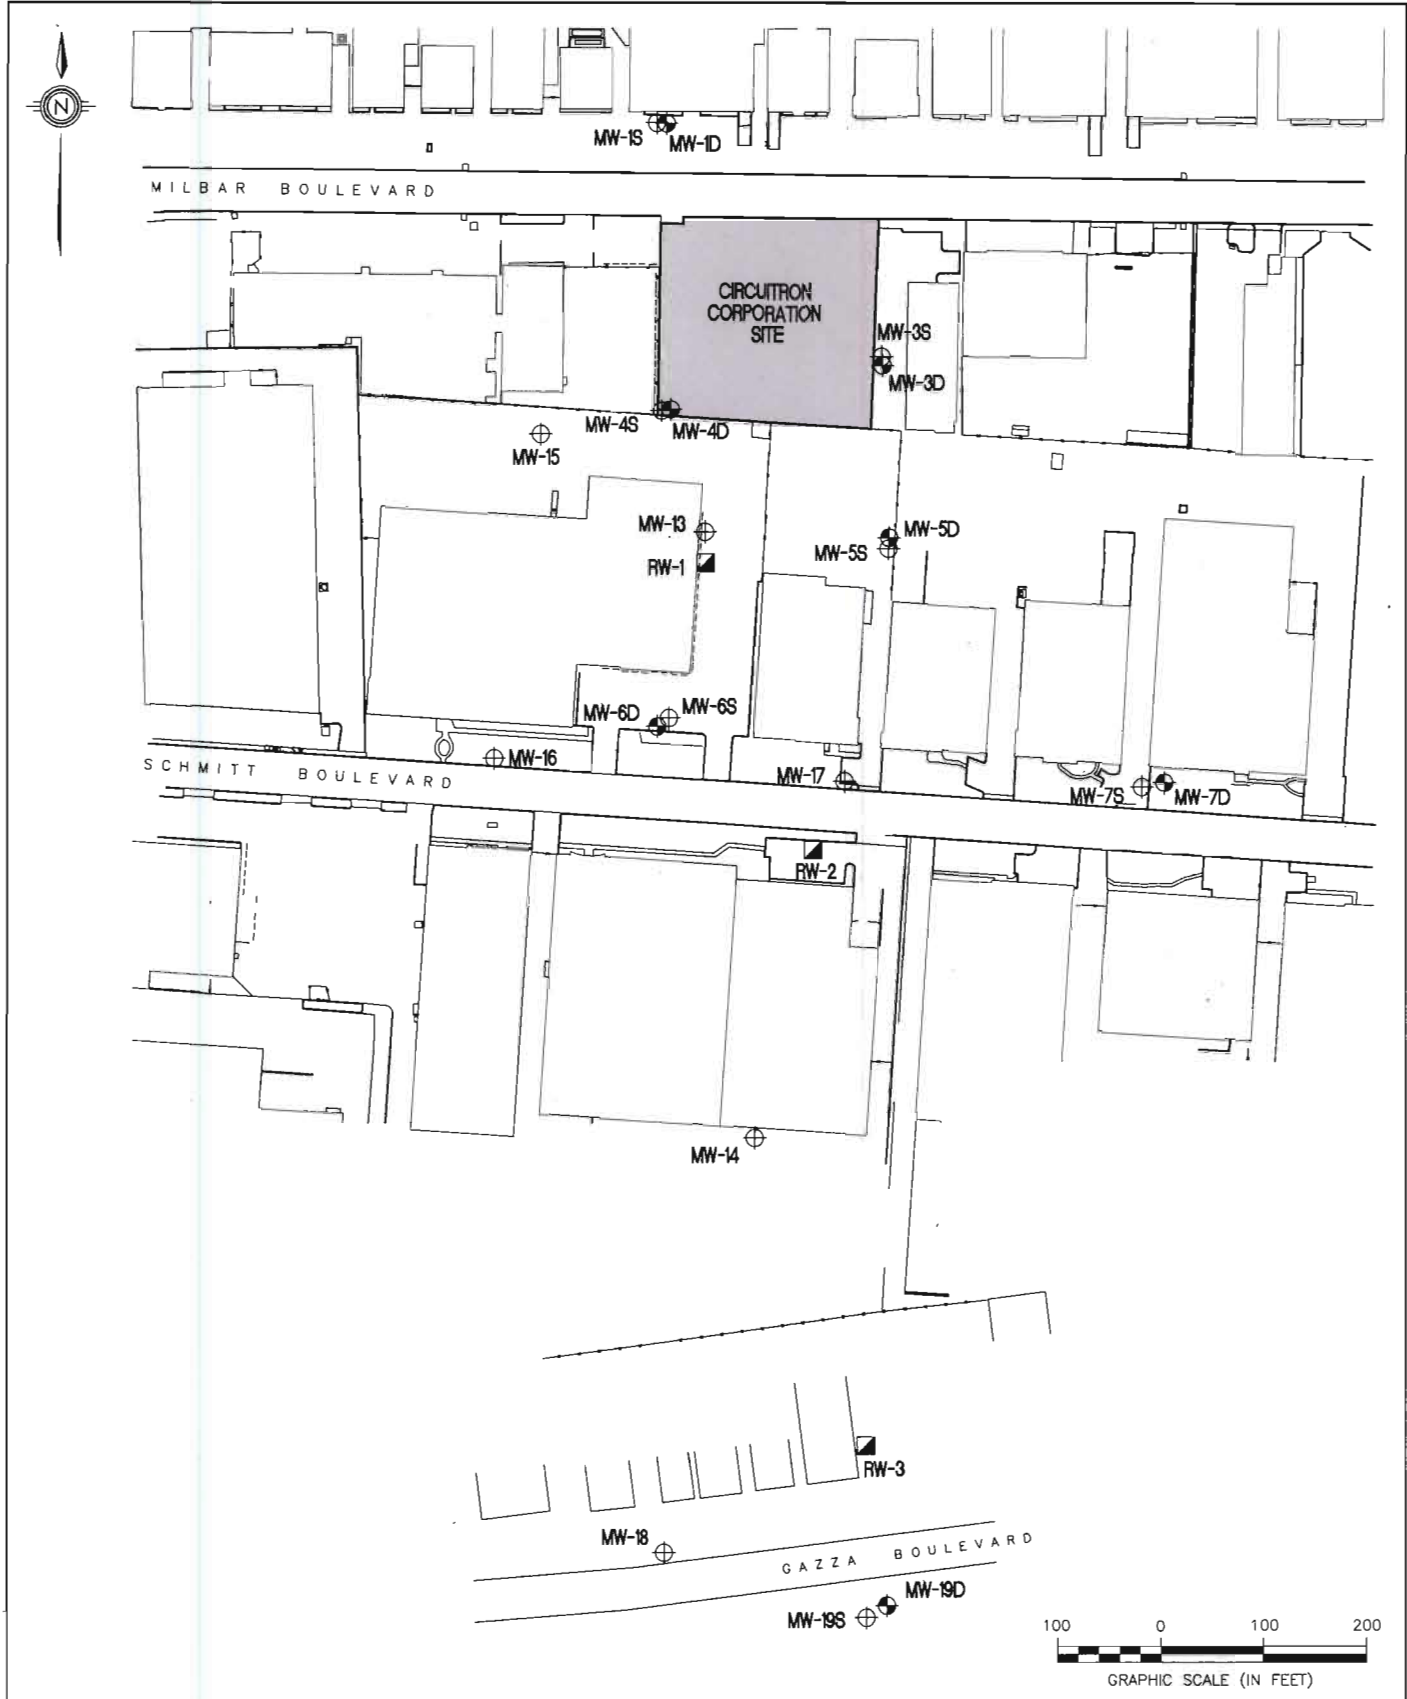 N
MW-1S
MW-1D
MILBAR BOULEVARD
CIRCUITRON
CORPORATION
SITE
MW-3S
MW-3D
MW-4S
MW-4D
MW-15
MW-13
MW-5D
MW-5S
RW-1
MW-6D
MW-6S
MW-16
SCHMITT BOULEVARD
MW-17
MW-7S
MW-7D
RW-2
MW-14
RW-3
MW-18
GAZZA BOULEVARD
MW-19D
MW-19S
100 0 100 200
GRAPHIC SCALE (IN FEET)